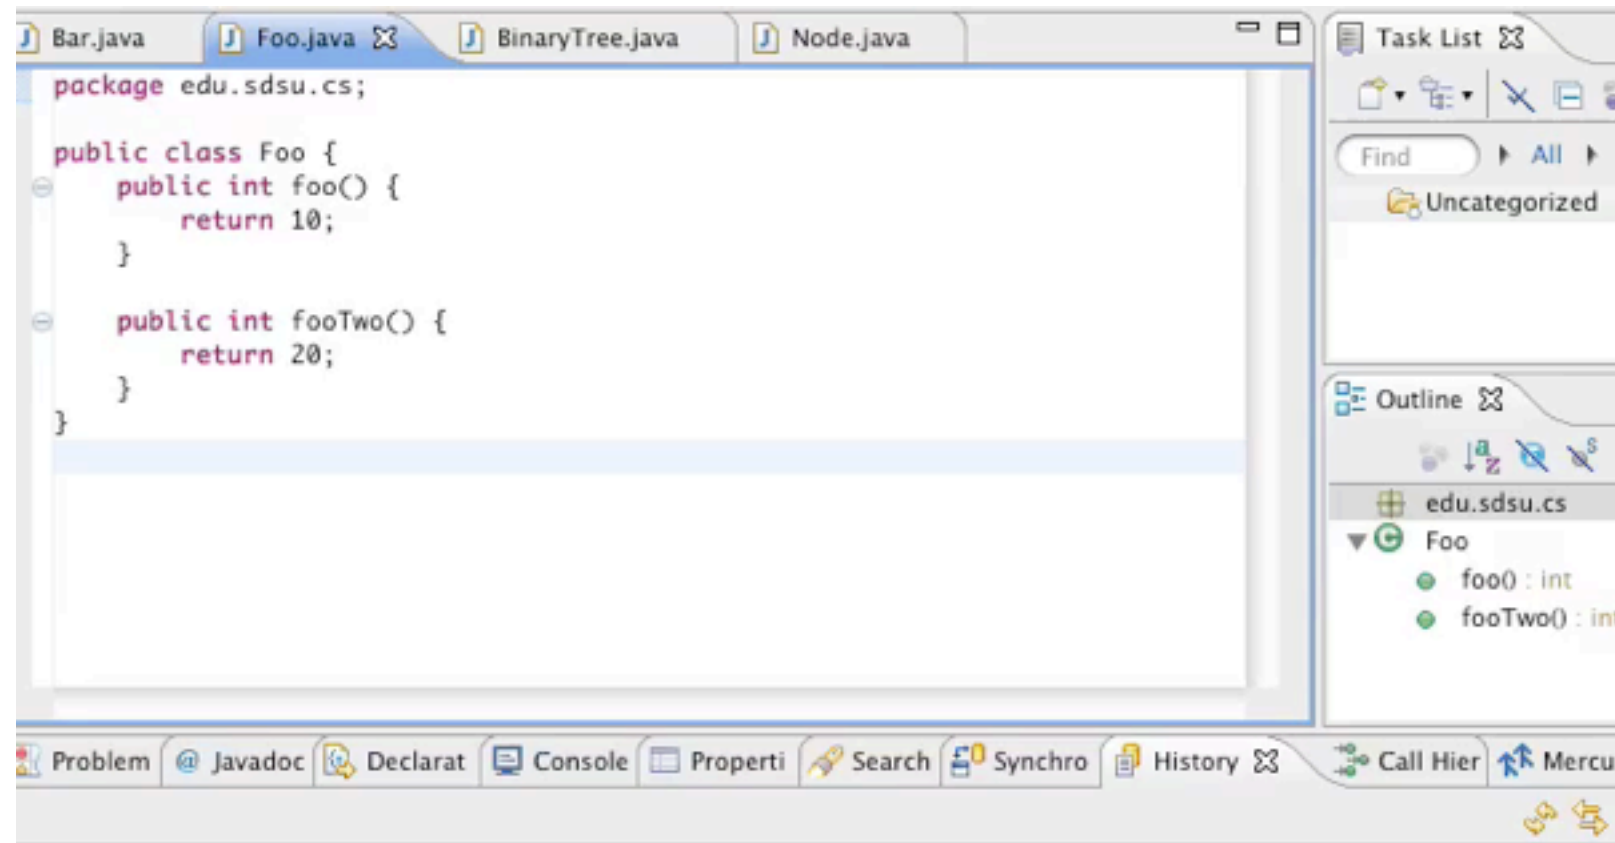 Bar.java Foo.java BinaryTree.java Node.java
package edu.sdsu.cs;
public class Foo {
public int foo() {
return 10;
}
public int fooTwo() {
return 20;
}
}
Task List
Find All
Uncategorized
Outline
edu.sdsu.cs
Foo
foo() : int
fooTwo() : int
Problem Javadoc Declarat Console Properti Search Synchro History Call Hier Mercu